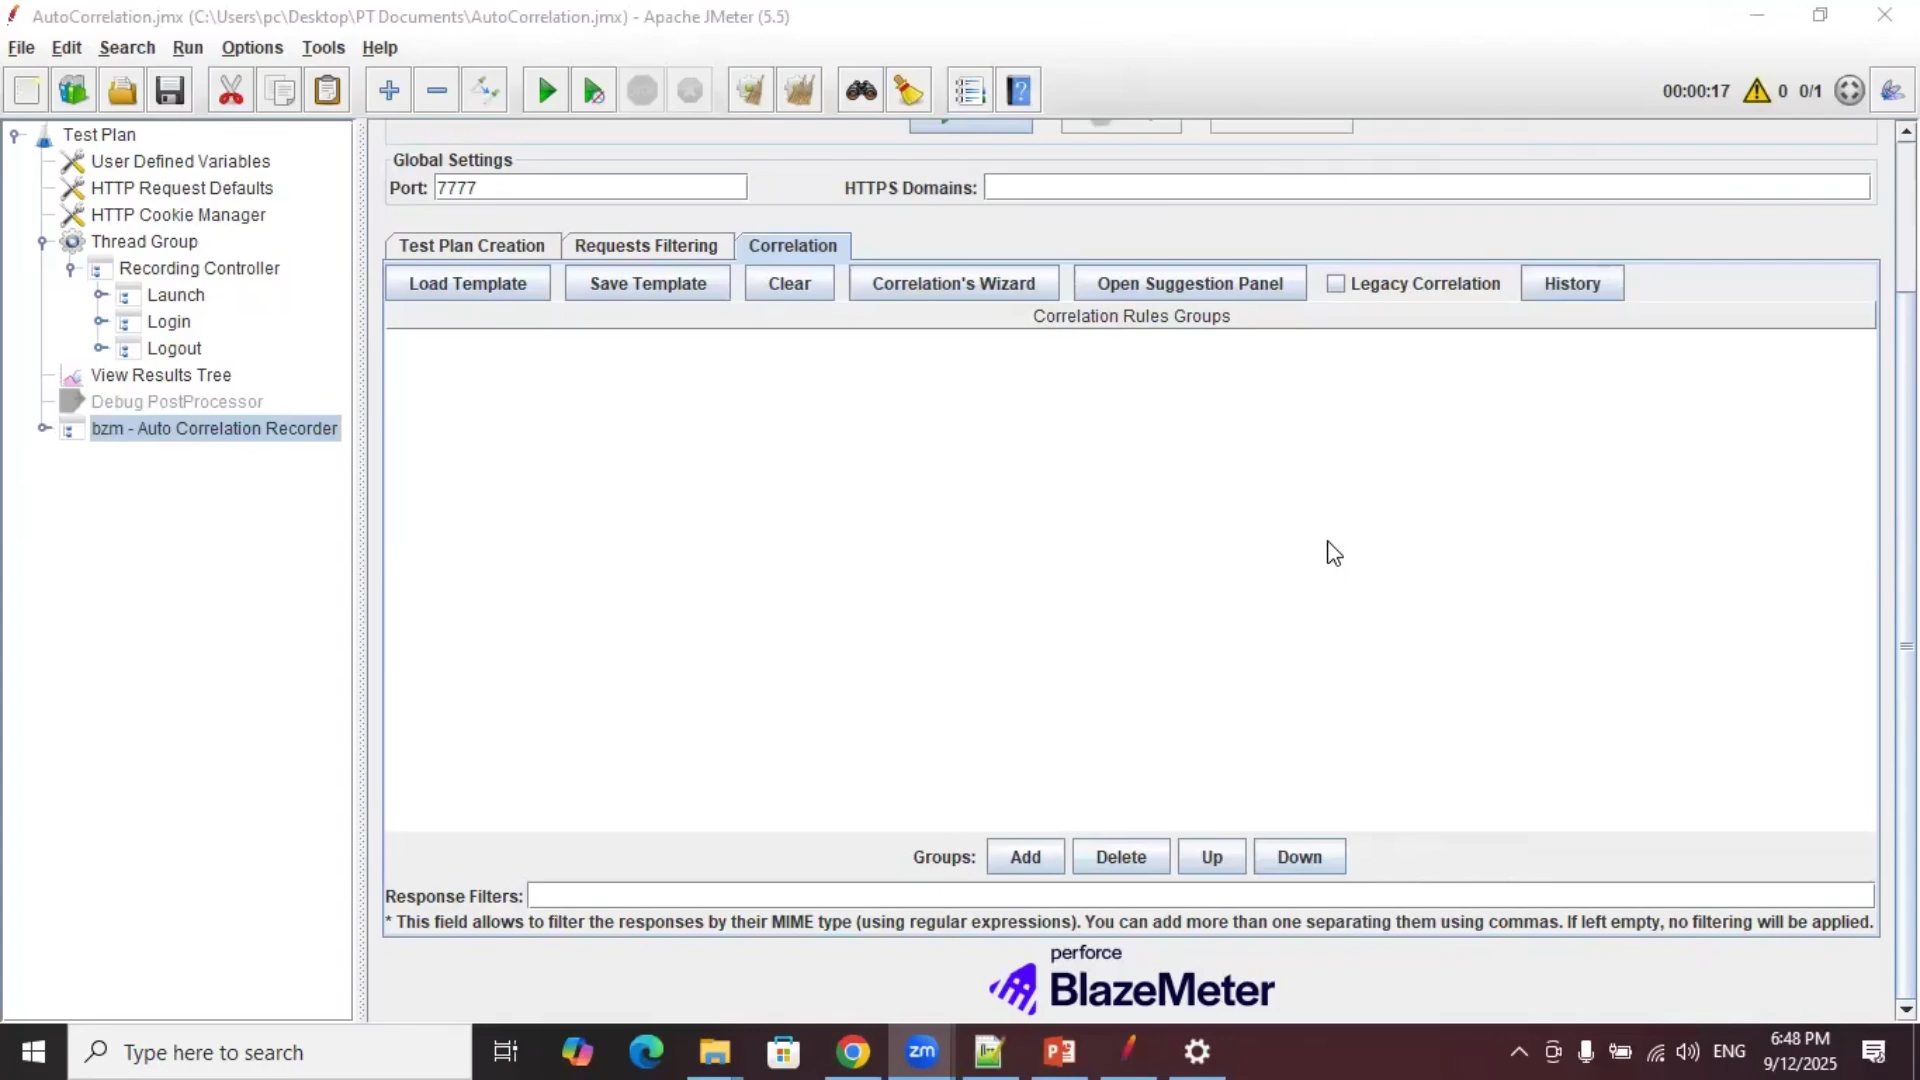 AutoCorrelation.jmx (C:\Users\pc\Desktop\PT Documents\AutoCorrelation.jmx) - Apache JMeter (5.5)
File Edit Search Run Options Tools Help
00:00:17 0 0/1
Test Plan
User Defined Variables
HTTP Request Defaults
HTTP Cookie Manager
Thread Group
Recording Controller
Launch
Login
Logout
View Results Tree
Debug PostProcessor
bzm - Auto Correlation Recorder
Global Settings
Port: 7777 HTTPS Domains:
Test Plan Creation Requests Filtering Correlation
Load Template Save Template Clear Correlation's Wizard Open Suggestion Panel Legacy Correlation History
Correlation Rules Groups
Groups: Add Delete Up Down
Response Filters:
* This field allows to filter the responses by their MIME type (using regular expressions). You can add more than one separating them using commas. If left empty, no filtering will be applied.
perforce
BlazeMeter
Type here to search
zm
ENG
6:48 PM
9/12/2025